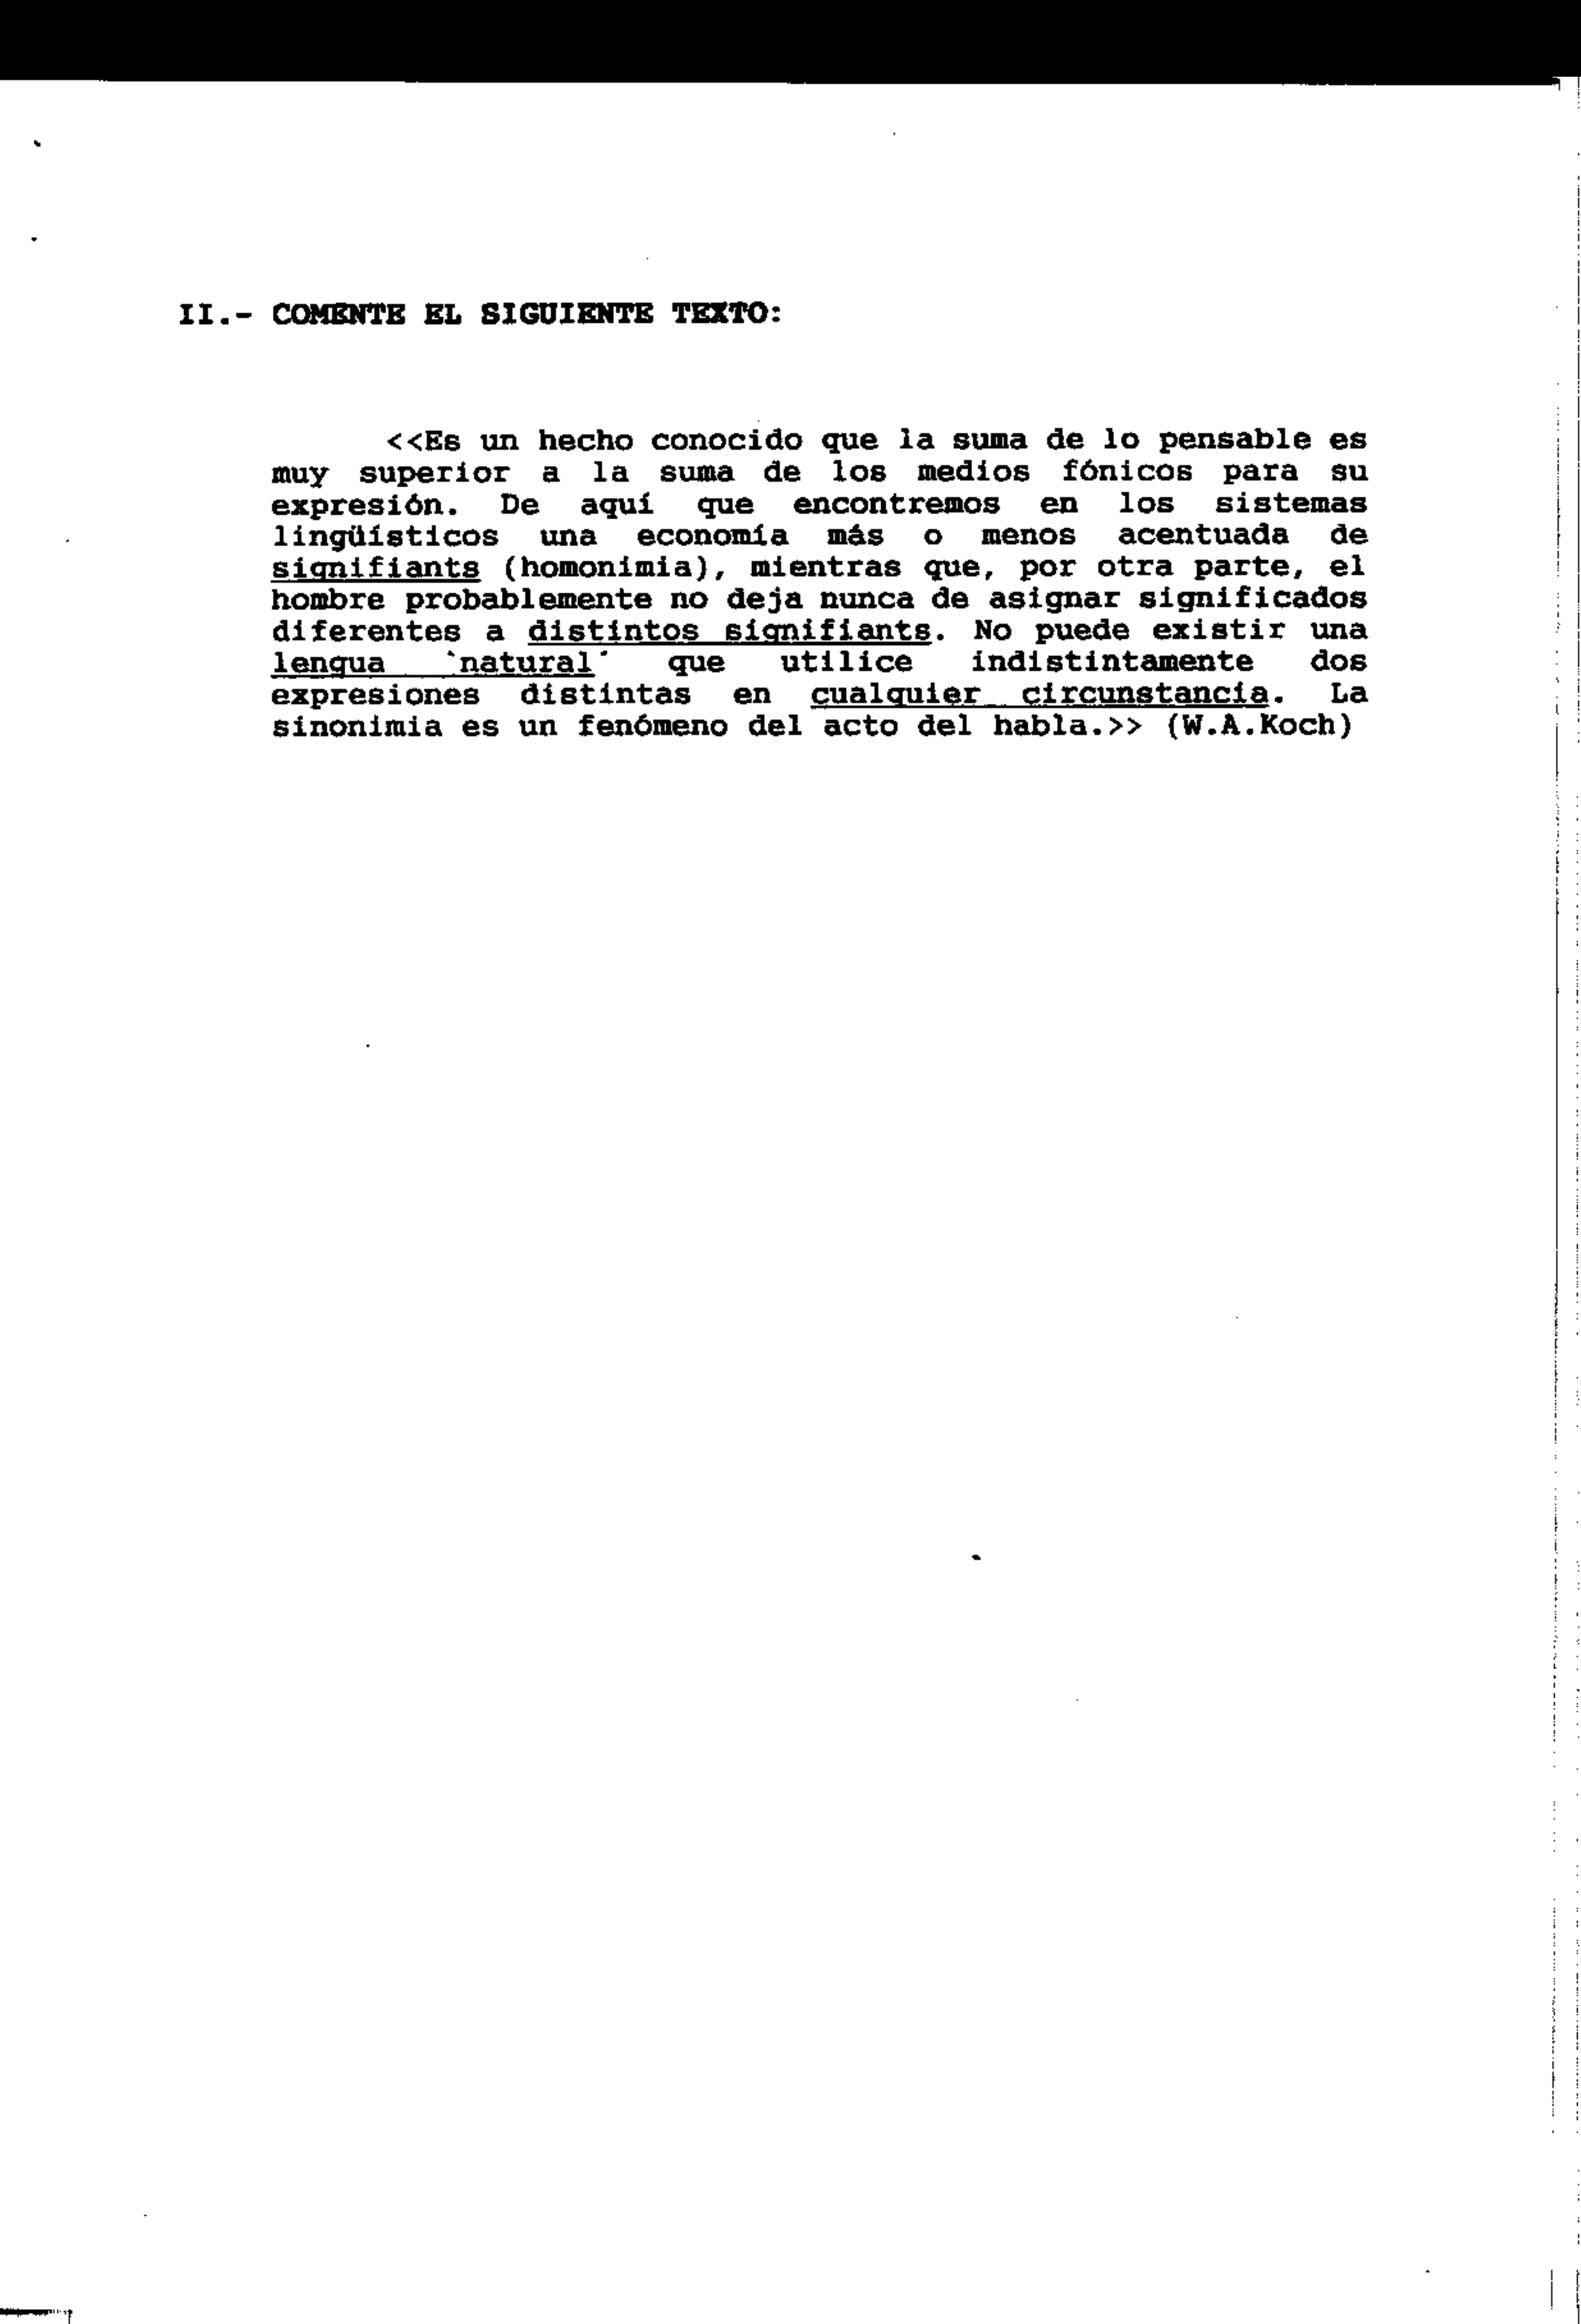 II.- COMENTE EL SIGUIENTE TEXTO:
<<Es un hecho conocido que la suma de lo pensable es
muy superior a la suma de los medios fónicos para su
expresión. De aquí que encontremos en los sistemas
lingüísticos una economía más o menos acentuada de
signifiants (homonimia), mientras que, por otra parte, el
hombre probablemente no deja nunca de asignar significados
diferentes a distintos signifiants. No puede existir una
lengua `natural´ que utilice indistintamente dos
expresiones distintas en cualquier circunstancia. La
sinonimia es un fenómeno del acto del habla.>> (W.A.Koch)